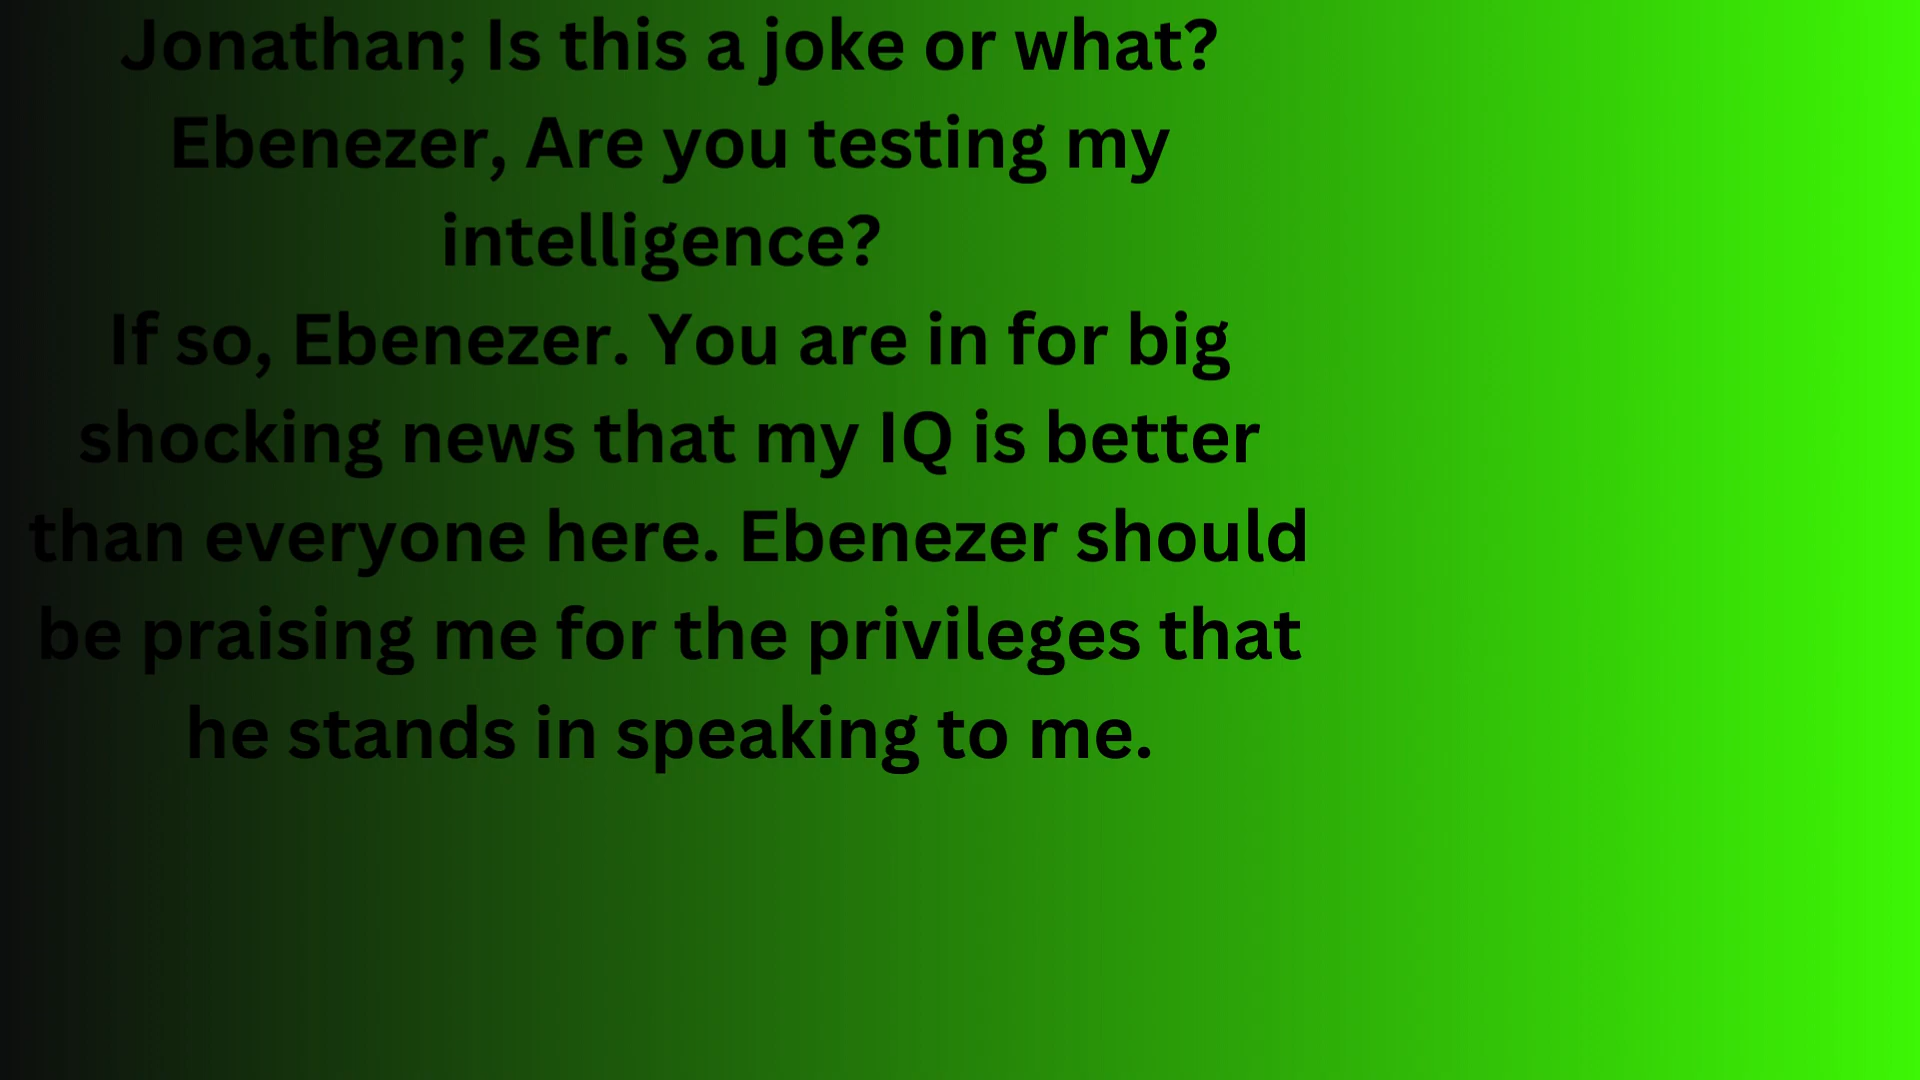 Jonathan; Is this a joke or what?
Ebenezer, Are you testing my
intelligence?
If so, Ebenezer. You are in for big
shocking news that my IQ is better
than everyone here. Ebenezer should
be praising me for the privileges that
he stands in speaking to me.